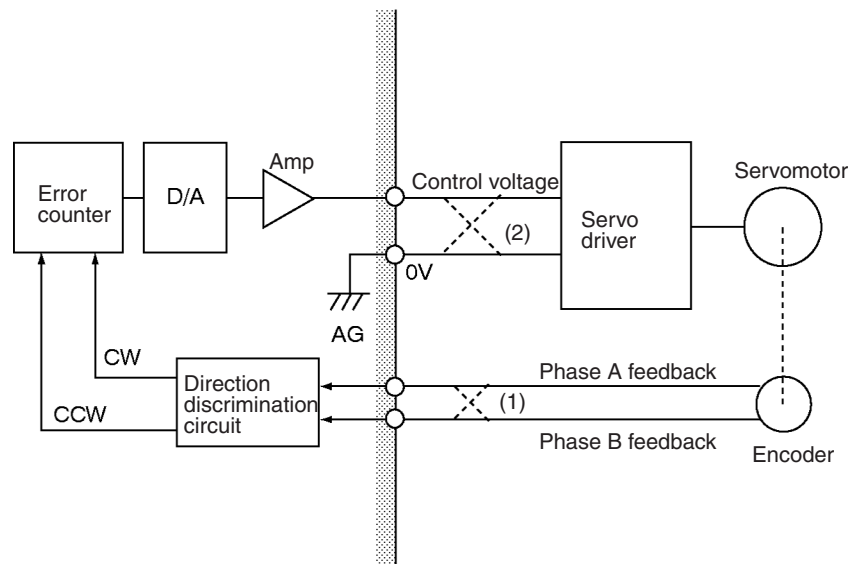 Amp
Servomotor
Error
counter
D/A
Control voltage
(2)
Servo
driver
0V
AG
CW
CCW
Direction
discrimination
circuit
Phase A feedback
(1)
Phase B feedback
Encoder